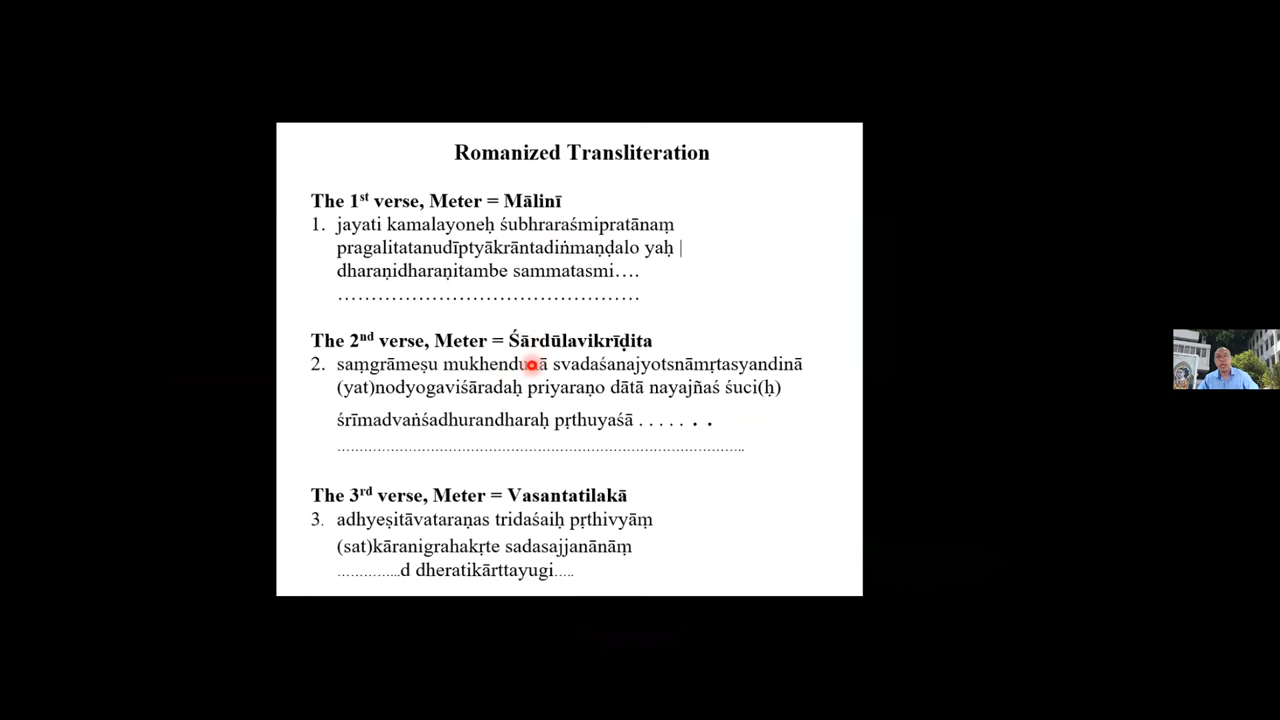 Romanized Transliteration
The 1st verse, Meter = Mālinī
1. jayati kamalayoneḥ śubhraraśmipratānaṃ
pragalitatanudīptyākrāntadiṅmaṇḍalo yaḥ |
dharaṇidharaṇitambe sammatasmi….
………………………………………
The 2nd verse, Meter = Śārdūlavikrīḍita
2. saṃgrāmeṣu svadaśanajyotsnāmṛtasyandinā
(yat)nodyogaviśāradaḥ priyaraṇo dātā nayajñaś śuci(ḥ)
śrīmadvaṅśadhurandharaḥ pṛthuyaśā . . . . . . .
………………………………………………………………………………..
The 3rd verse, Meter = Vasantatilakā
3. adhyeṣitāvataraṇas tridaśaiḥ pṛthivyāṃ
(sat)kāranigrahakṛte sadasajjanānāṃ
…………...d dheratikārttayugi…..